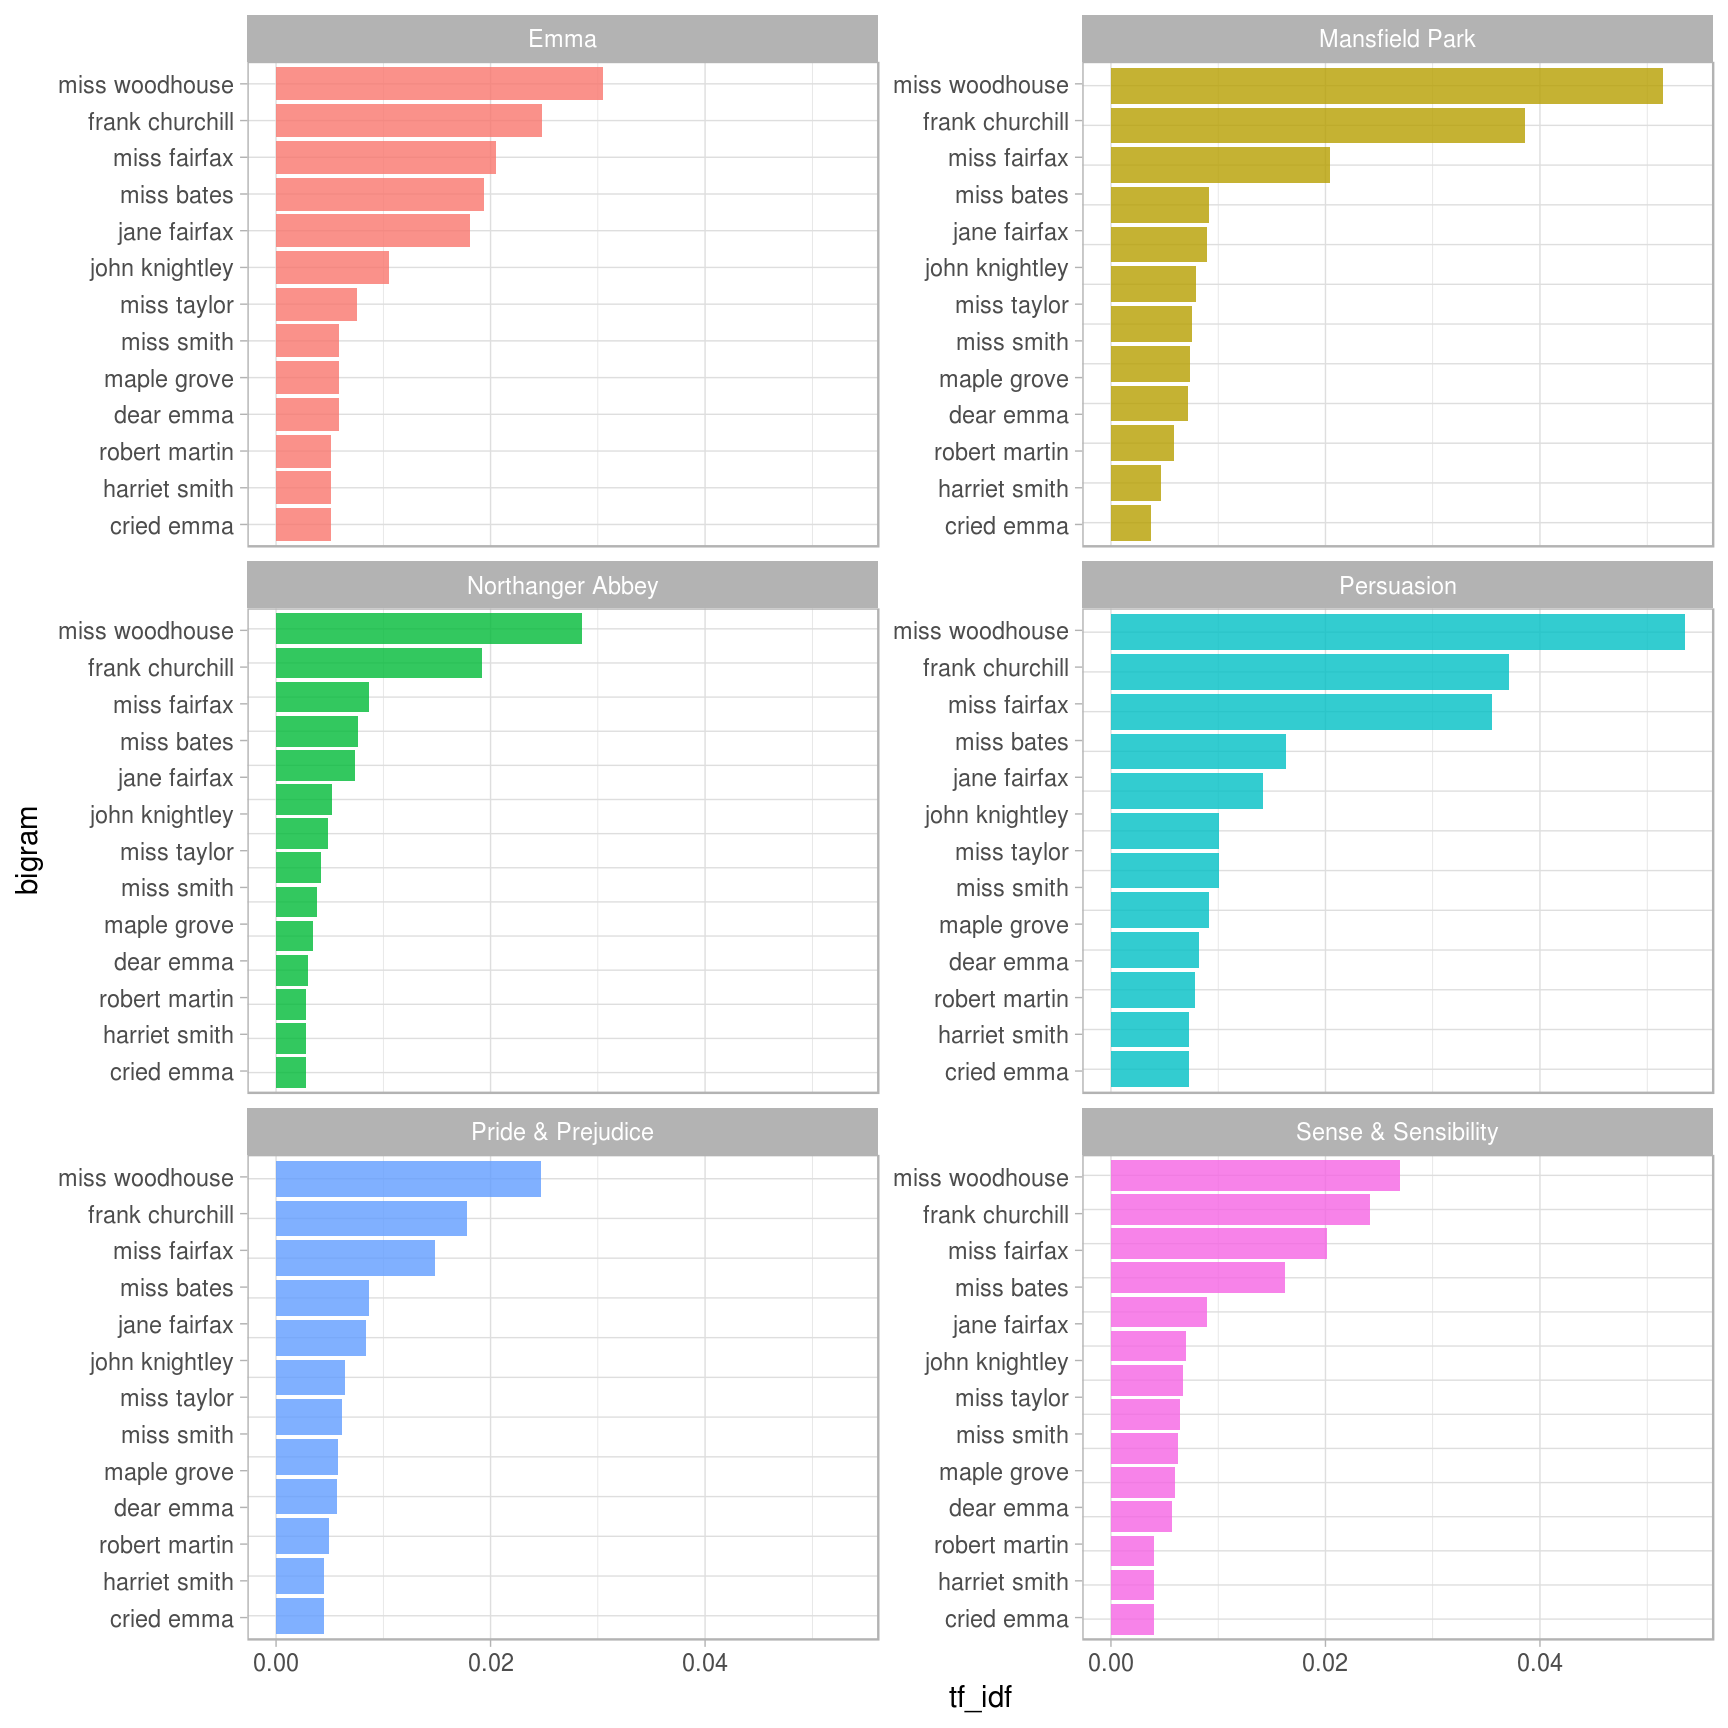 Emma
miss woodhouse
frank churchill
miss fairfax
miss bates
jane fairfax
john knightley
miss taylor
miss smith
maple grove
dear emma
robert martin
harriet smith
cried emma
Mansfield Park
miss woodhouse
frank churchill
miss fairfax
miss bates
jane fairfax
john knightley
miss taylor
miss smith
maple grove
dear emma
robert martin
harriet smith
cried emma
Northanger Abbey
miss woodhouse
frank churchill
miss fairfax
miss bates
jane fairfax
john knightley
miss taylor
miss smith
maple grove
dear emma
robert martin
harriet smith
cried emma
Persuasion
miss woodhouse
frank churchill
miss fairfax
miss bates
jane fairfax
john knightley
miss taylor
miss smith
maple grove
dear emma
robert martin
harriet smith
cried emma
Pride & Prejudice
miss woodhouse
frank churchill
miss fairfax
miss bates
jane fairfax
john knightley
miss taylor
miss smith
maple grove
dear emma
robert martin
harriet smith
cried emma
0.00 0.02 0.04
Sense & Sensibility
miss woodhouse
frank churchill
miss fairfax
miss bates
jane fairfax
john knightley
miss taylor
miss smith
maple grove
dear emma
robert martin
harriet smith
cried emma
0.00 0.02 0.04
bigram
tf_idf